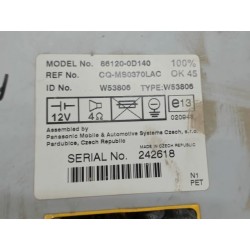 MODEL No. 86120-0D140 100%
REF No. CQ-MS0370LAC OK 45
ID No. W53806 TYPE:W53806
12V 4Ω e13
020943
Assembled by
Panasonic Mobile & Automotive Systems Czech, s.r.o.
Pardubice, Czech Republic
MADE IN CZECH REPUBLIC
SERIAL No. 242618
N1
PET